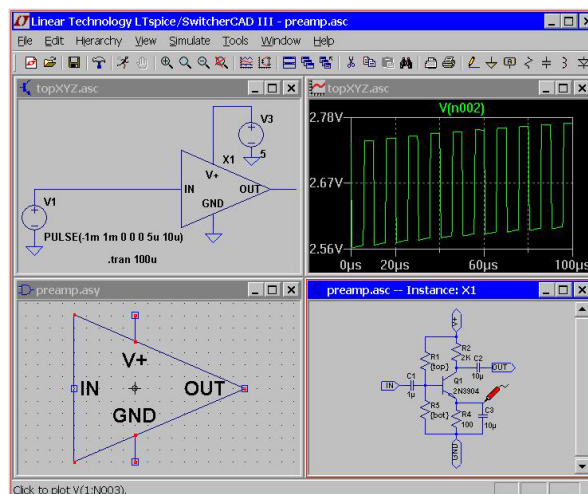 Linear Technology LTspice/SwitcherCAD III - preamp.asc
File Edit Hierarchy View Simulate Tools Window Help
topXYZ.asc
V3
5
X1
V+
IN
OUT
GND
V1
PULSE(-1m 1m 0 0 0 5u 10u)
.tran 100u
topXYZ.asc
V(n002)
2.78V
2.67V
2.56V
0µs 20µs 60µs 100µs
preamp.asy
V+
IN
OUT
GND
preamp.asc -- Instance: X1
V+
R1
{top}
R2
2K
C2
10µ
OUT
IN
C1
1µ
Q1
2N3904
R5
{bot}
R4
100
C3
10µ
GND
Click to plot V(1:N003).